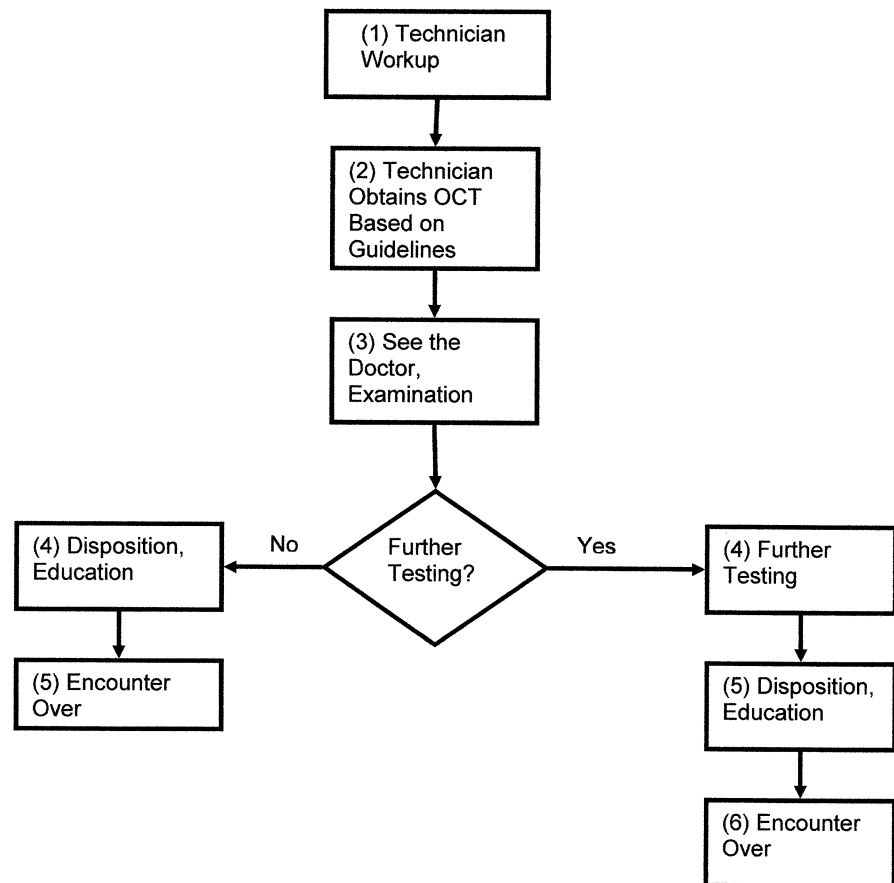 (1) Technician
Workup
(2) Technician
Obtains OCT
Based on
Guidelines
(3) See the
Doctor,
Examination
Further
Testing?
No
Yes
(4) Disposition,
Education
(5) Encounter
Over
(4) Further
Testing
(5) Disposition,
Education
(6) Encounter
Over